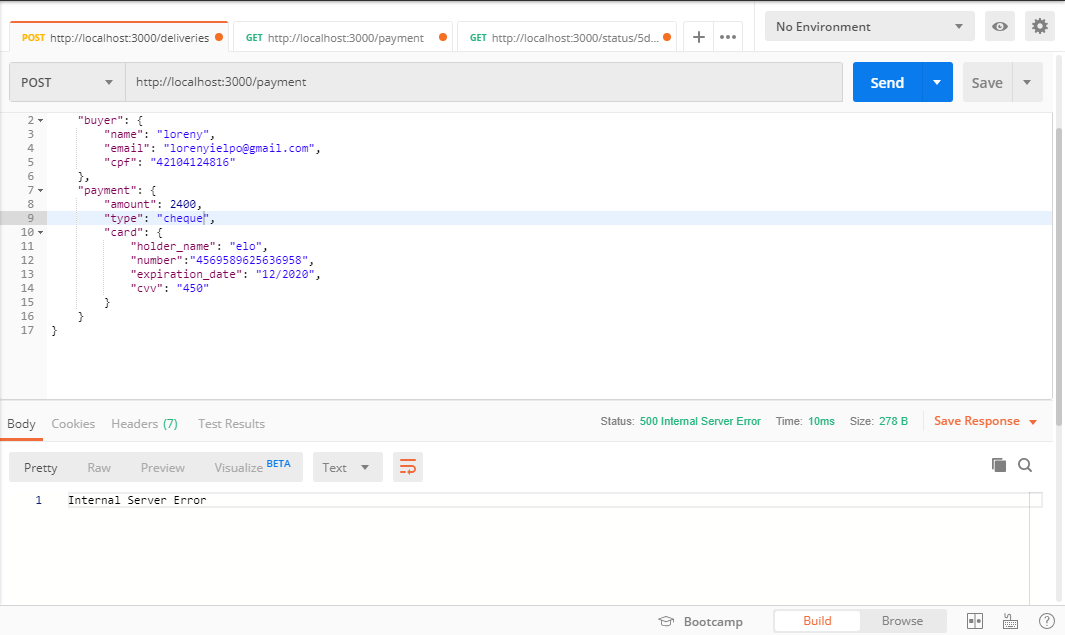 POST http://localhost:3000/deliveries GET http://localhost:3000/payment GET http://localhost:3000/status/5d... + ••• No Environment
POST http://localhost:3000/payment Send Save
2 "buyer": {
3 "name": "loreny",
4 "email": "lorenyielpo@gmail.com",
5 "cpf": "42104124816"
6 },
7 "payment": {
8 "amount": 2400,
9 "type": "cheque",
10 "card": {
11 "holder_name": "elo",
12 "number":"4569589625636958",
13 "expiration_date": "12/2020",
14 "cvv": "450"
15 }
16 }
17 }
Body Cookies Headers (7) Test Results Status: 500 Internal Server Error Time: 10ms Size: 278 B Save Response
Pretty Raw Preview Visualize BETA Text
1 Internal Server Error
Bootcamp Build Browse ?